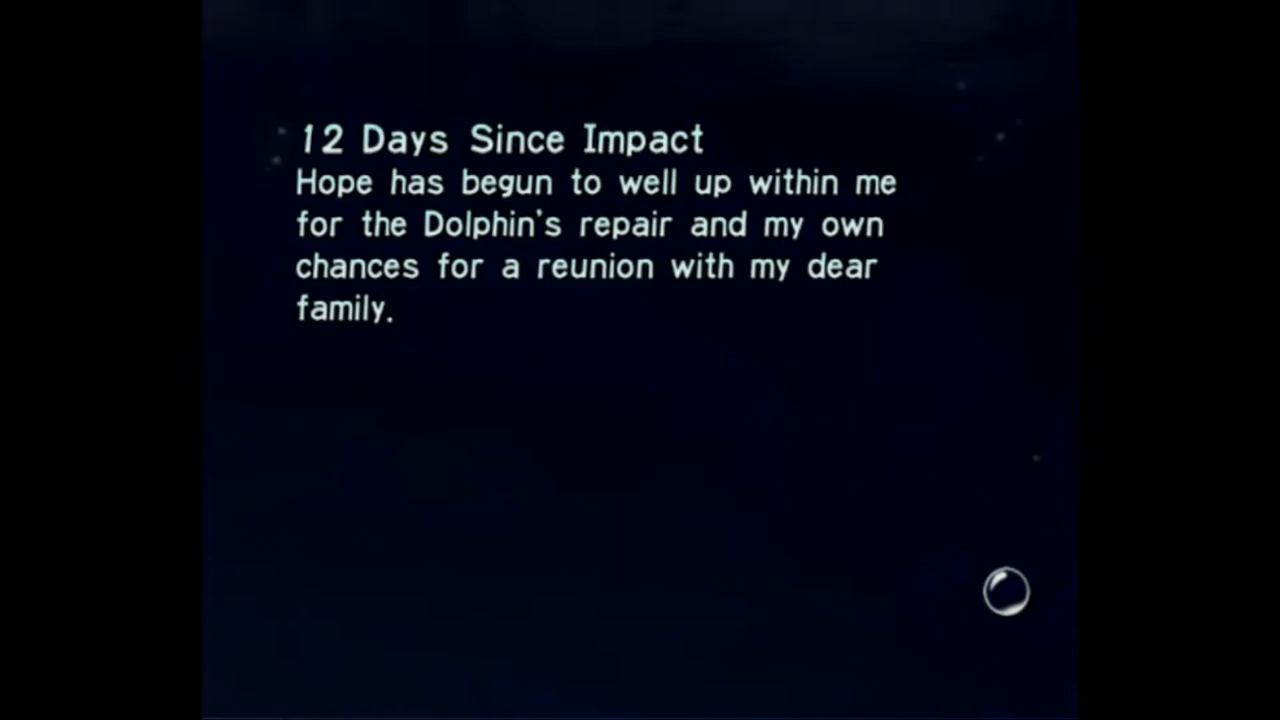 12 Days Since Impact
Hope has begun to well up within me
for the Dolphin's repair and my own
chances for a reunion with my dear
family.